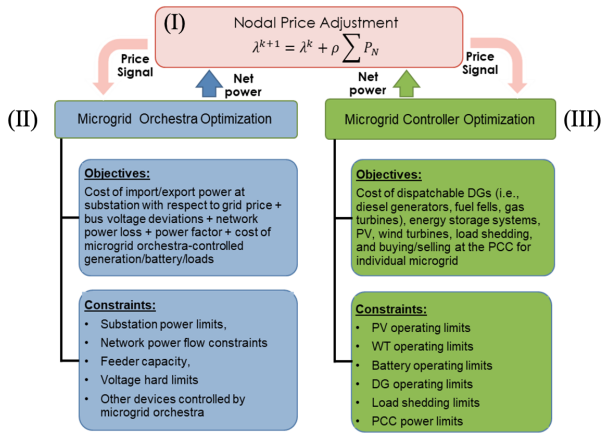 (I)
Nodal Price Adjustment
λ^{k+1} = λ^k + ρ ∑ P_N
Price
Signal
Net
power
Net
power
Price
Signal
(II)
Microgrid Orchestra Optimization
Objectives:
Cost of import/export power at
substation with respect to grid price +
bus voltage deviations + network
power loss + power factor + cost of
microgrid orchestra-controlled
generation/battery/loads
Constraints:
• Substation power limits,
• Network power flow constraints
• Feeder capacity,
• Voltage hard limits
• Other devices controlled by
microgrid orchestra
Microgrid Controller Optimization
(III)
Objectives:
Cost of dispatchable DGs (i.e.,
diesel generators, fuel fells, gas
turbines), energy storage systems,
PV, wind turbines, load shedding,
and buying/selling at the PCC for
individual microgrid
Constraints:
• PV operating limits
• WT operating limits
• Battery operating limits
• DG operating limits
• Load shedding limits
• PCC power limits